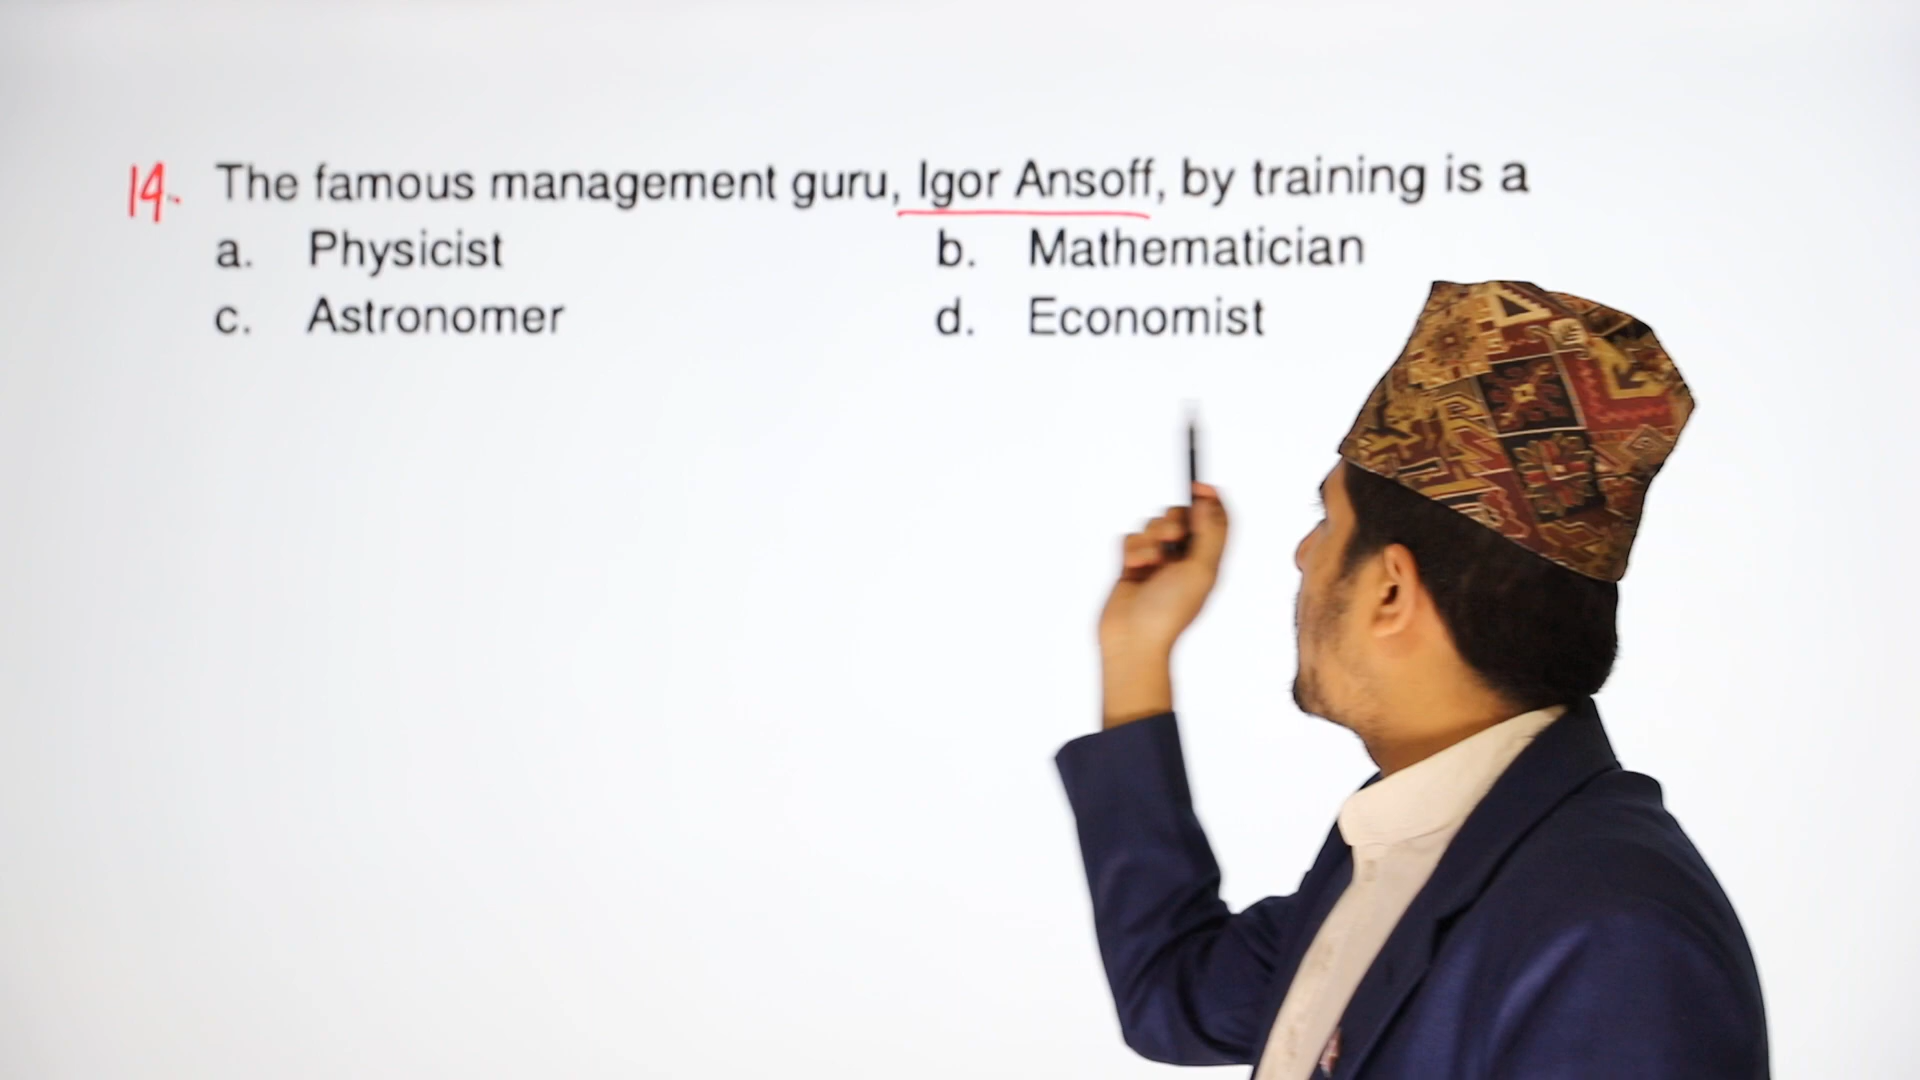 14. The famous management guru, Igor Ansoff, by training is a
a. Physicist b. Mathematician
c. Astronomer d. Economist